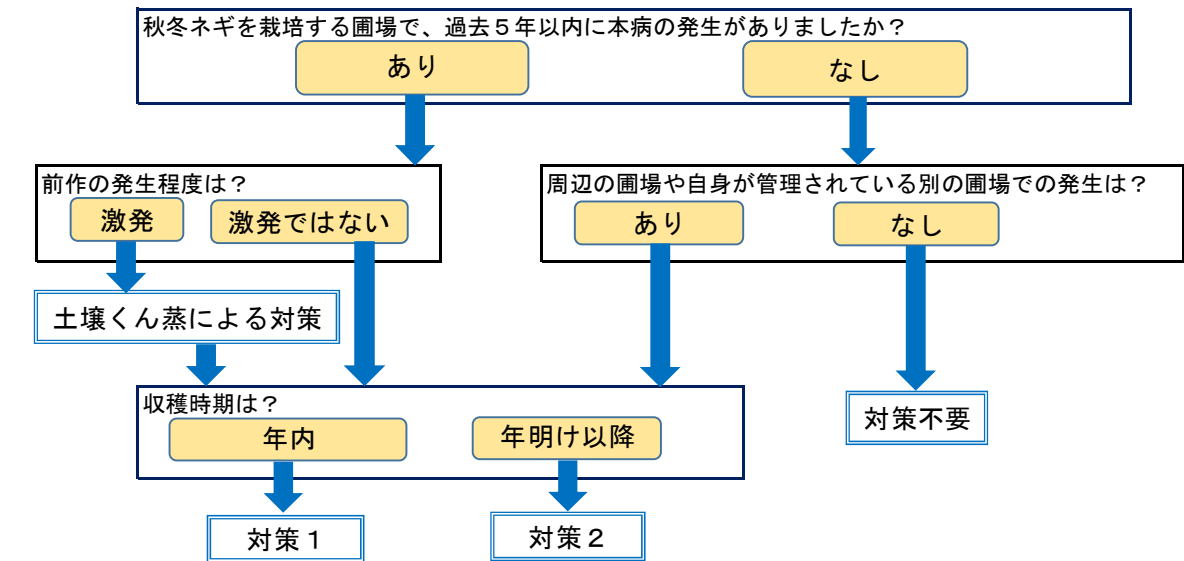 秋冬ネギを栽培する圃場で、過去５年以内に本病の発生がありましたか？
あり
なし
前作の発生程度は？
激発
激発ではない
周辺の圃場や自身が管理されている別の圃場での発生は？
あり
なし
土壌くん蒸による対策
収穫時期は？
年内
年明け以降
対策不要
対策１
対策２